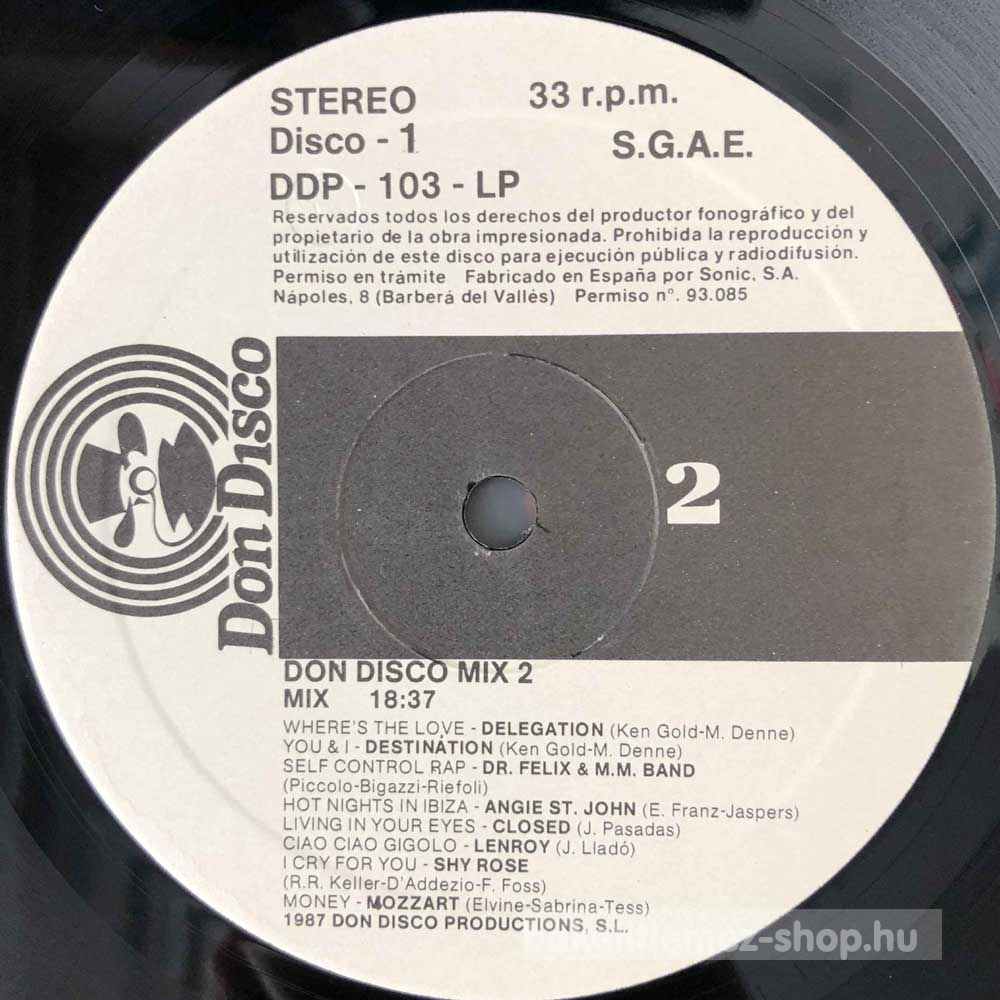 STEREO 33 r.p.m.
Disco - 1 S.G.A.E.
DDP - 103 - LP
Reservados todos los derechos del productor fonográfico y del
propietario de la obra impresionada. Prohibida la reproducción y
utilización de este disco para ejecución pública y radiodifusión.
Permiso en trámite Fabricado en España por Sonic, S.A.
Nápoles, 8 (Barberá del Vallès) Permiso nº. 93.085
Don Disco
2
DON DISCO MIX 2
MIX 18:37
WHERE'S THE LOVE - DELEGATION (Ken Gold-M. Denne)
YOU & I - DESTINATION (Ken Gold-M. Denne)
SELF CONTROL RAP - DR. FELIX & M.M. BAND
(Piccolo-Bigazzi-Riefoli)
HOT NIGHTS IN IBIZA - ANGIE ST. JOHN (E. Franz-Jaspers)
LIVING IN YOUR EYES - CLOSED (J. Pasadas)
CIAO CIAO GIGOLO - LENROY (J. Lladó)
I CRY FOR YOU - SHY ROSE
(R.R. Keller-D'Addezio-F. Foss)
MONEY - MOZZART (Elvine-Sabrina-Tess)
1987 DON DISCO PRODUCTIONS, S.L.
-shop.hu